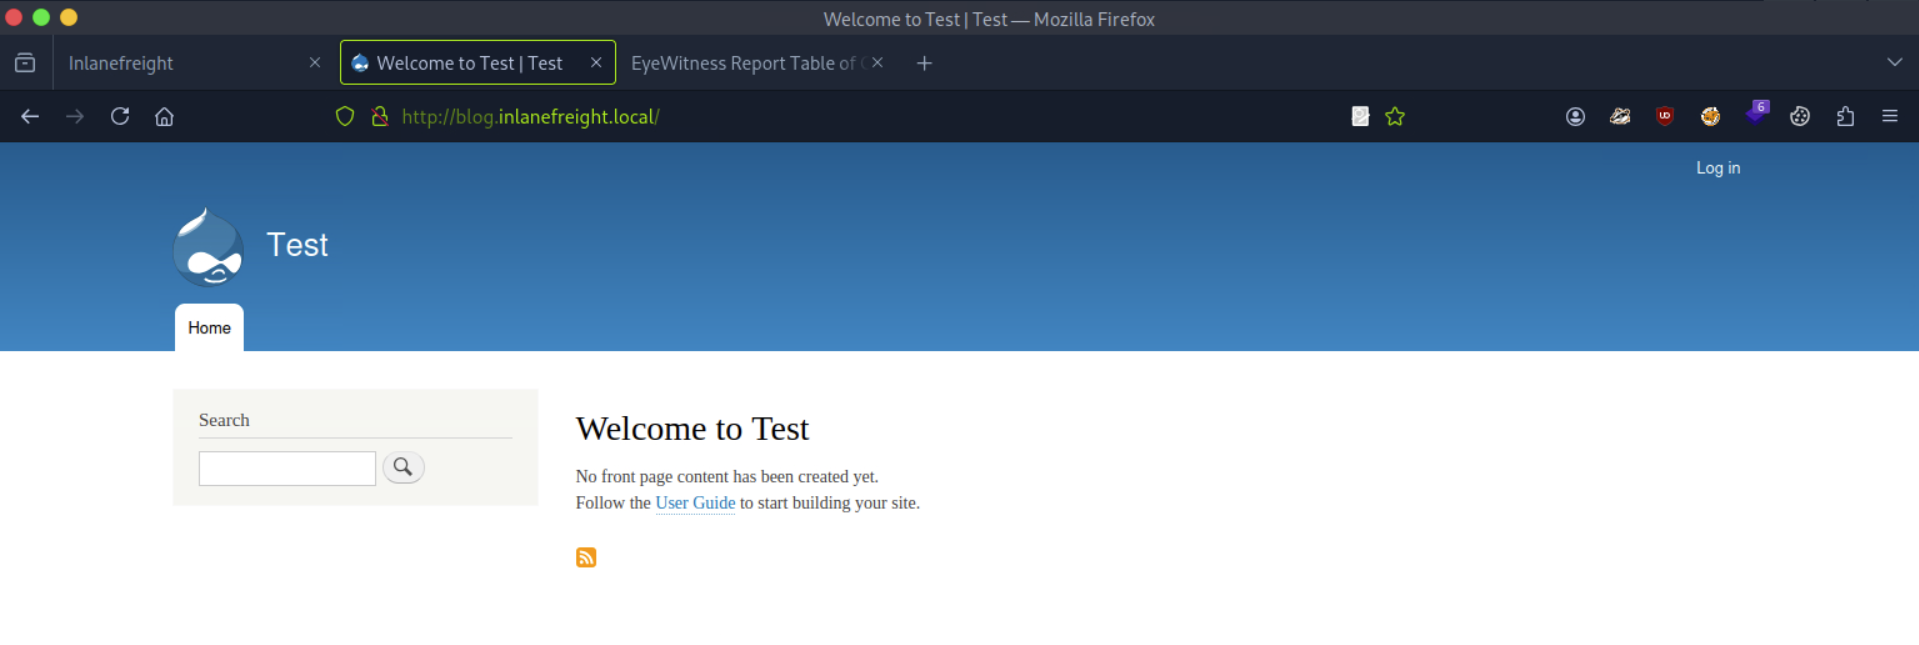 Welcome to Test | Test — Mozilla Firefox
Inlanefreight
Welcome to Test | Test
EyeWitness Report Table of
http://blog.inlanefreight.local/
6
Log in
Test
Home
Search
Welcome to Test
No front page content has been created yet.
Follow the User Guide to start building your site.